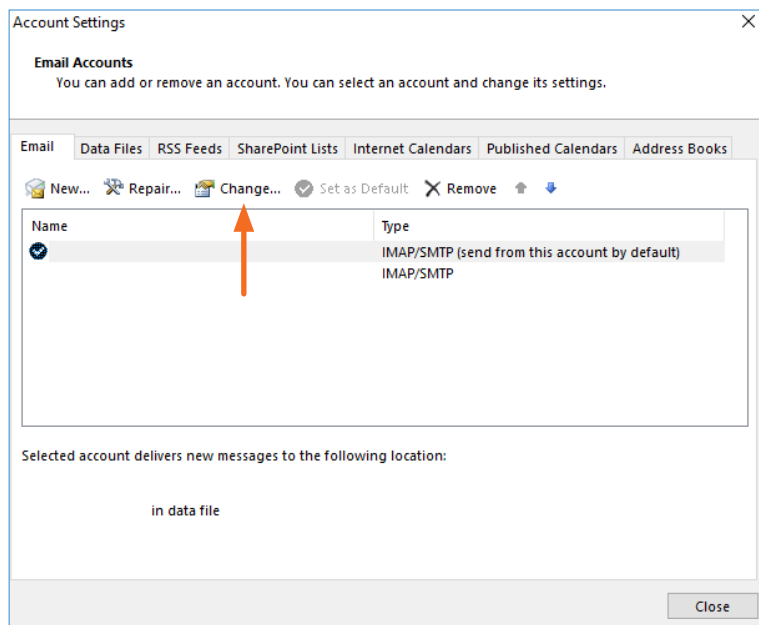 Account Settings
Email Accounts
You can add or remove an account. You can select an account and change its settings.
Email Data Files RSS Feeds SharePoint Lists Internet Calendars Published Calendars Address Books
New... Repair... Change... Set as Default Remove
Name Type
IMAP/SMTP (send from this account by default)
IMAP/SMTP
Selected account delivers new messages to the following location:
in data file
Close